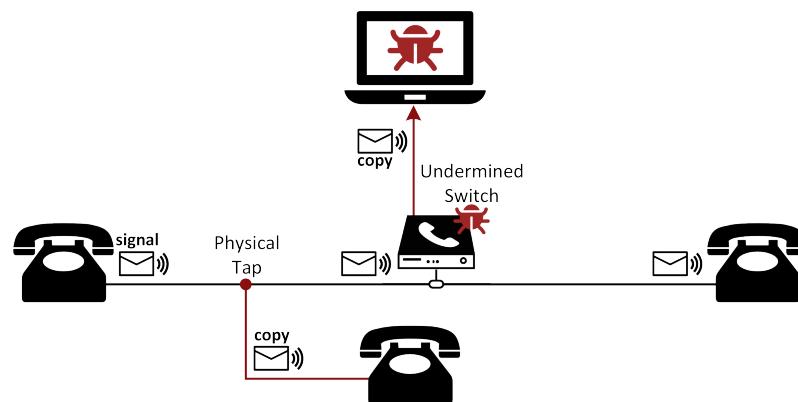 copy
Undermined
Switch
signal
Physical
Tap
copy